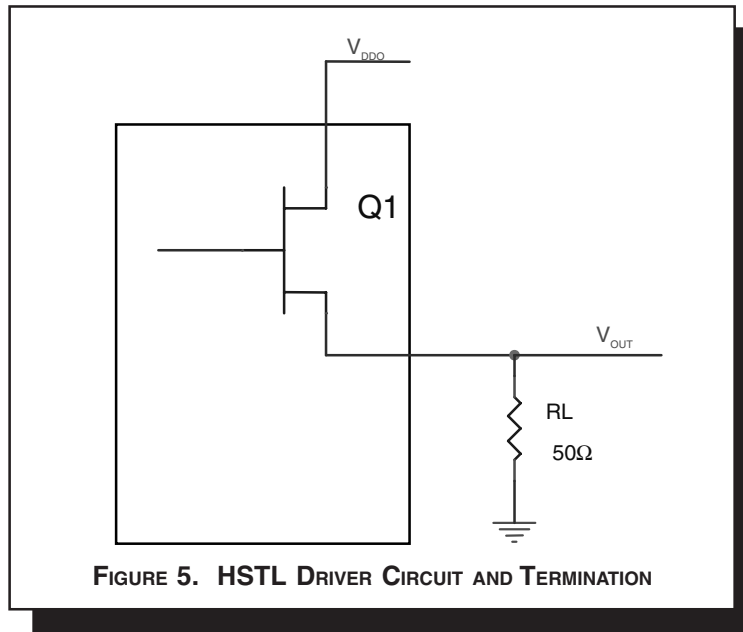 VDDO
Q1
VOUT
RL
50Ω
FIGURE 5. HSTL DRIVER CIRCUIT AND TERMINATION